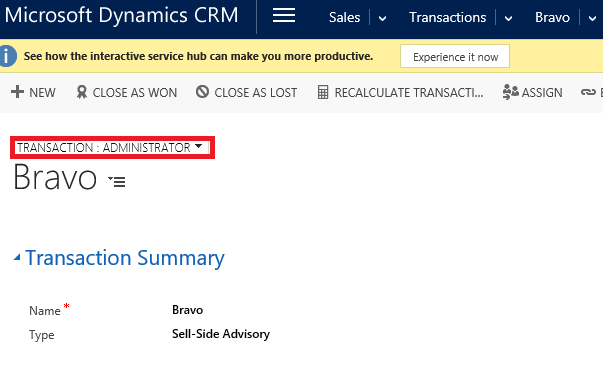 Microsoft Dynamics CRM Sales Transactions Bravo
i See how the interactive service hub can make you more productive. Experience it now
NEW CLOSE AS WON CLOSE AS LOST RECALCULATE TRANSACTI... ASSIGN
TRANSACTION : ADMINISTRATOR
Bravo
Transaction Summary
Name * Bravo
Type Sell-Side Advisory